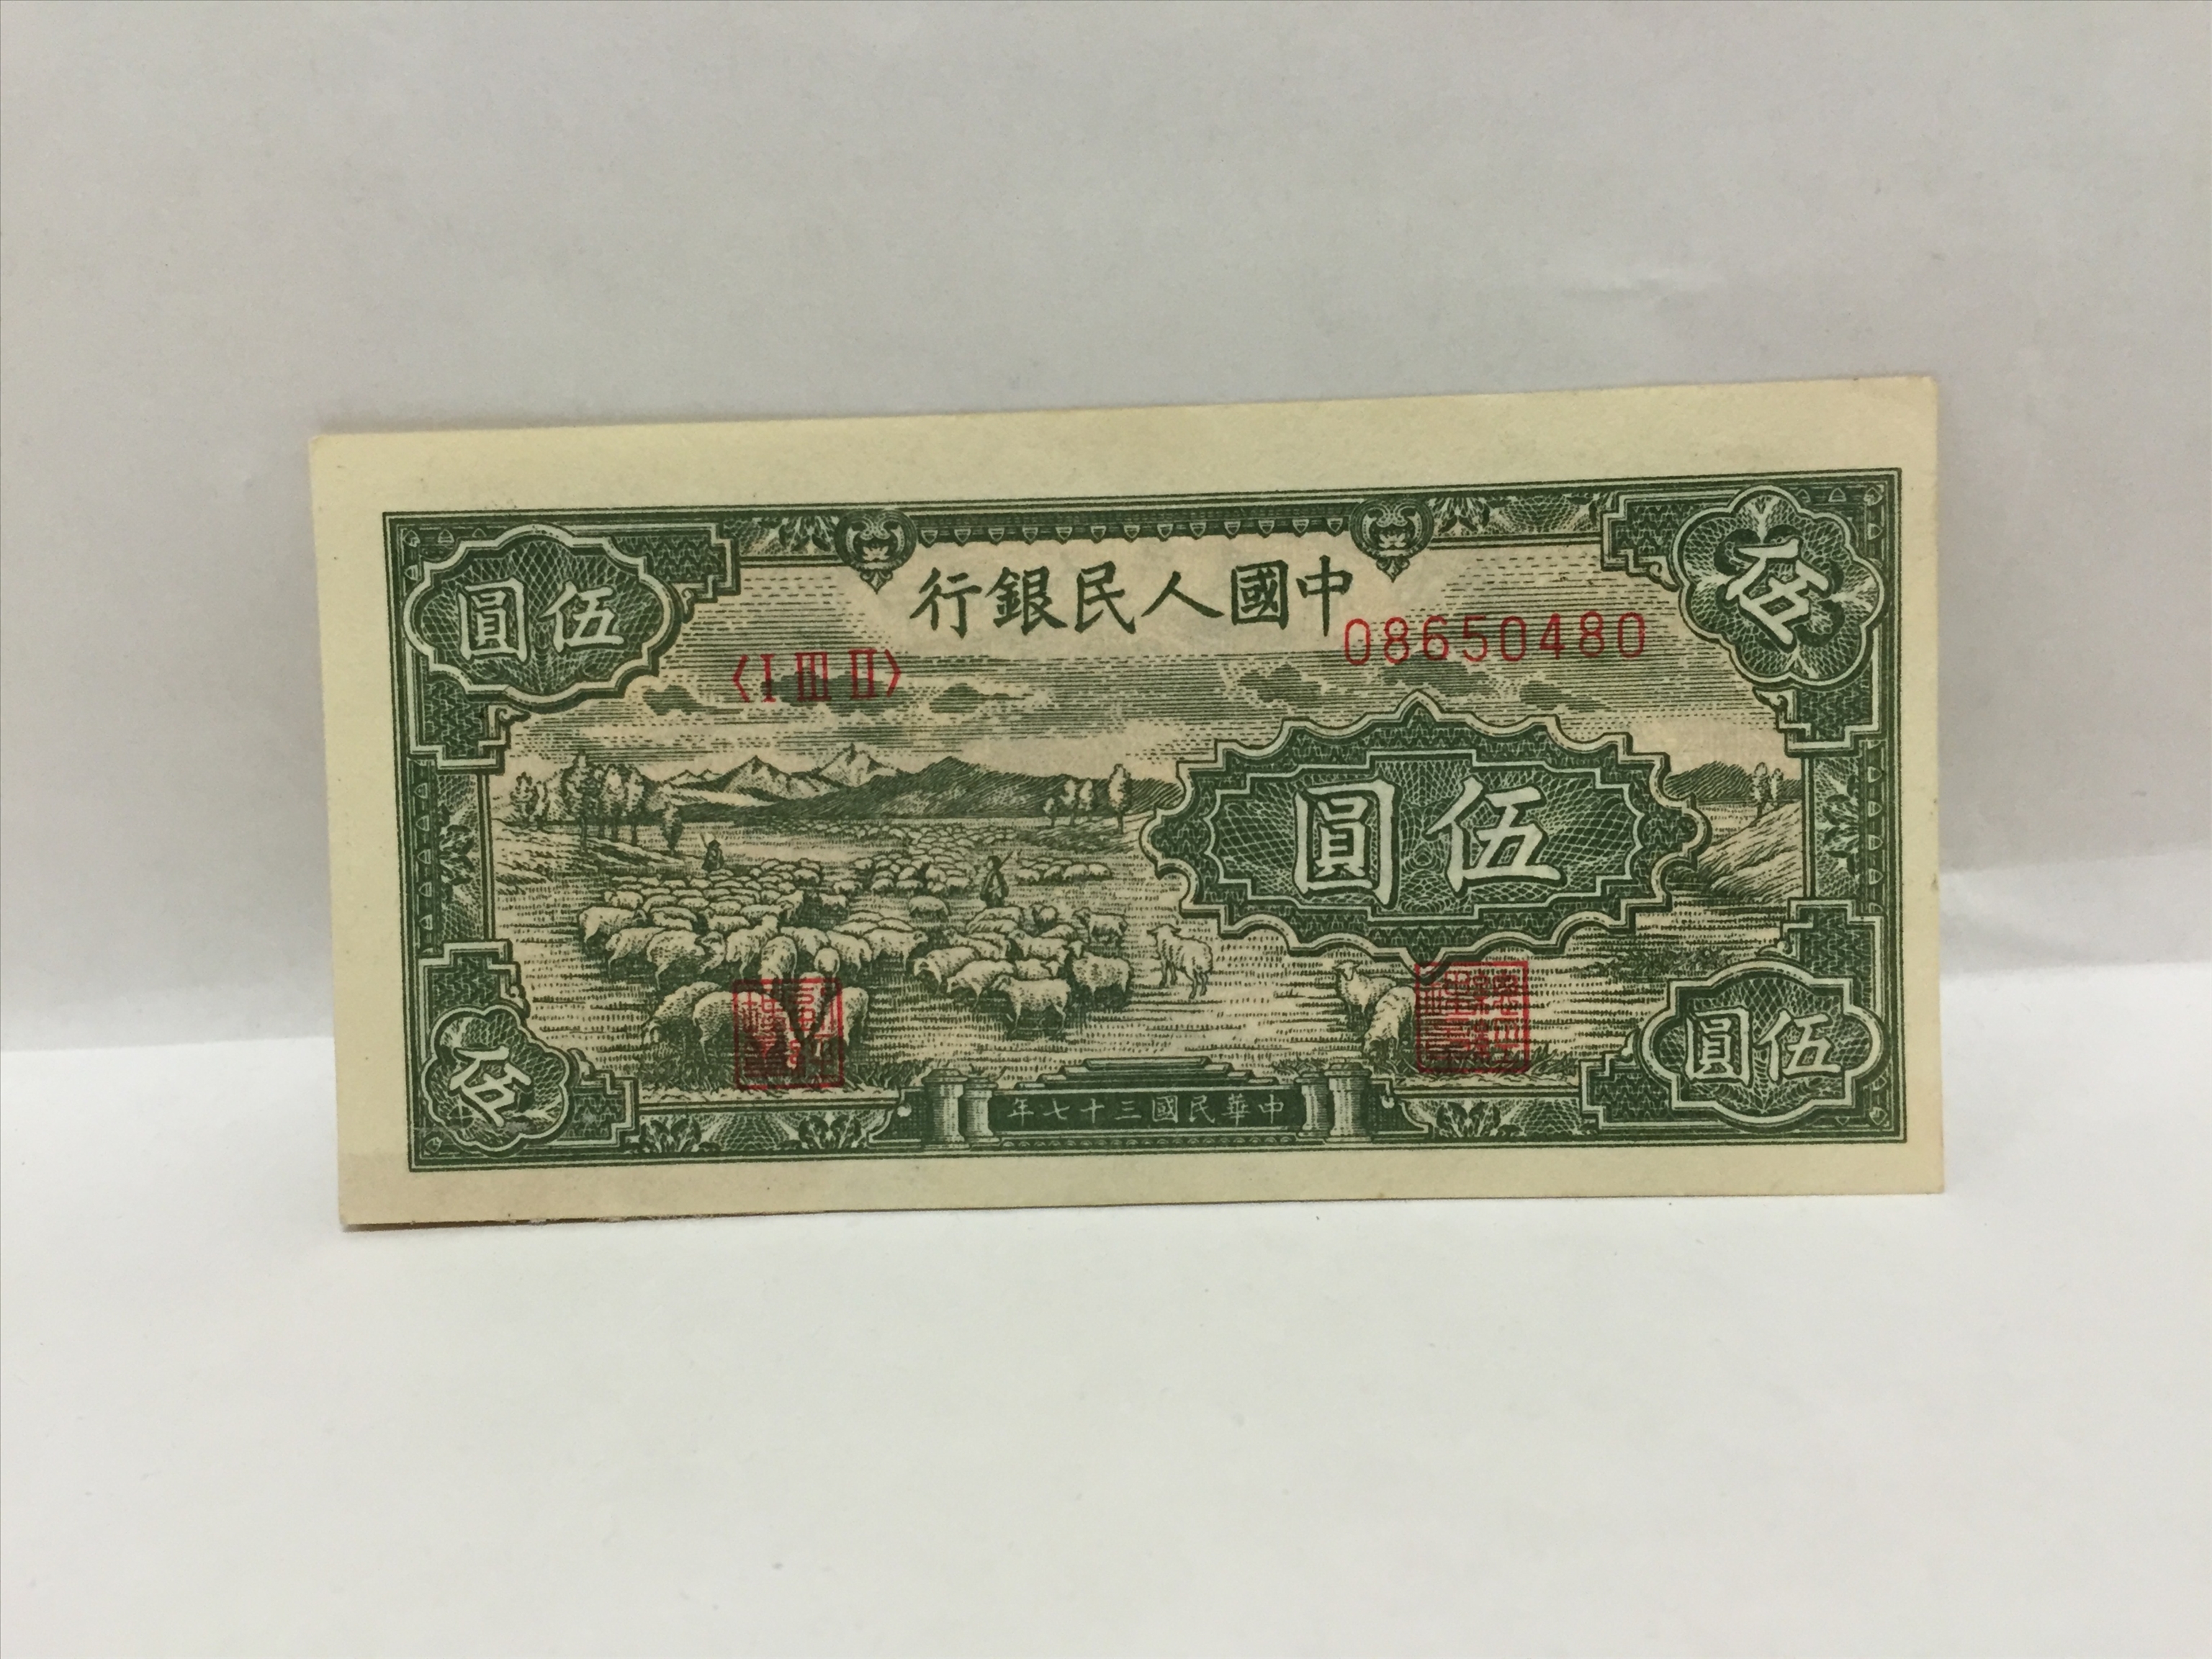 中國人民銀行
伍圓
伍
〈I III II〉
08650480
伍圓
伍
伍圓
中華民國三十七年